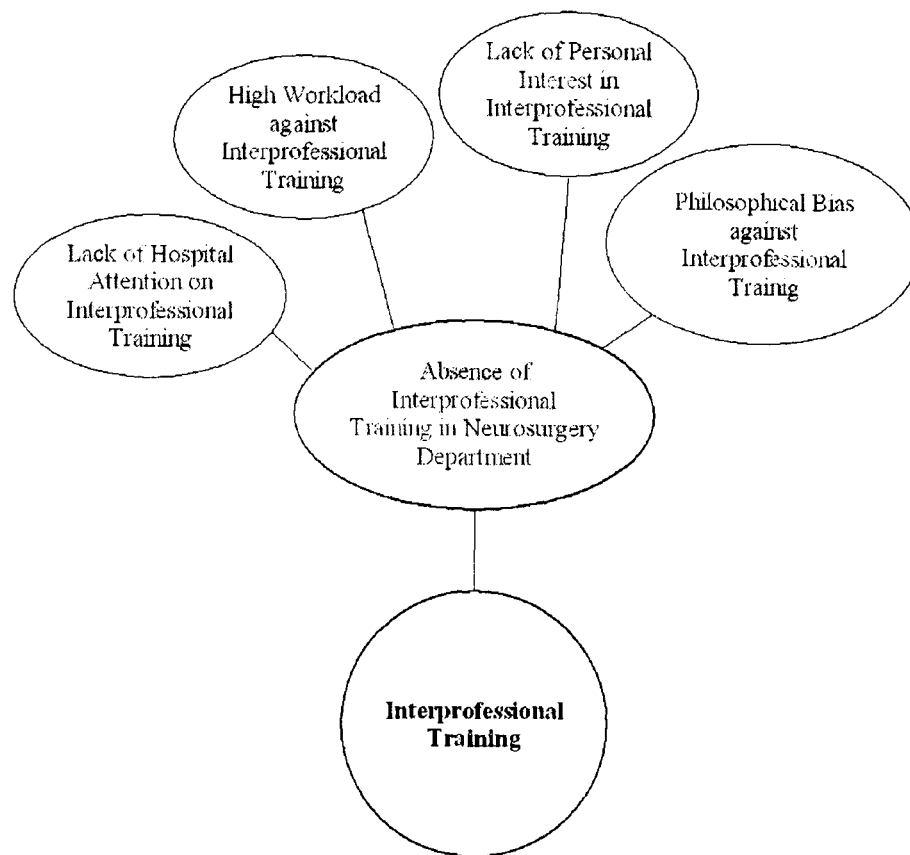 Lack of Personal
Interest in
Interprofessional
Training
High Workload
against
Interprofessional
Training
Philosophical Bias
against
Interprofessional
Trainig
Lack of Hospital
Attention on
Interprofessional
Training
Absence of
Interprofessional
Training in Neurosurgery
Department
Interprofessional
Training